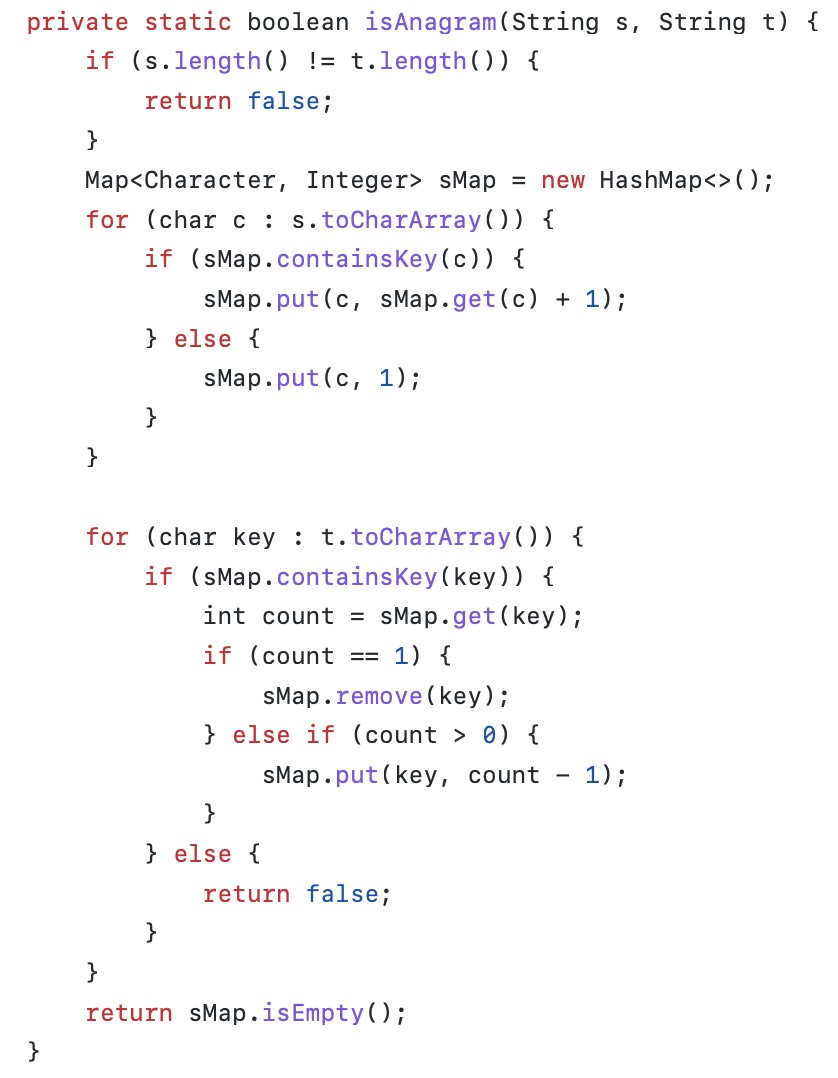 private static boolean isAnagram(String s, String t) {
    if (s.length() != t.length()) {
        return false;
    }
    Map<Character, Integer> sMap = new HashMap<>();
    for (char c : s.toCharArray()) {
        if (sMap.containsKey(c)) {
            sMap.put(c, sMap.get(c) + 1);
        } else {
            sMap.put(c, 1);
        }
    }

    for (char key : t.toCharArray()) {
        if (sMap.containsKey(key)) {
            int count = sMap.get(key);
            if (count == 1) {
                sMap.remove(key);
            } else if (count > 0) {
                sMap.put(key, count - 1);
            }
        } else {
            return false;
        }
    }
    return sMap.isEmpty();
}